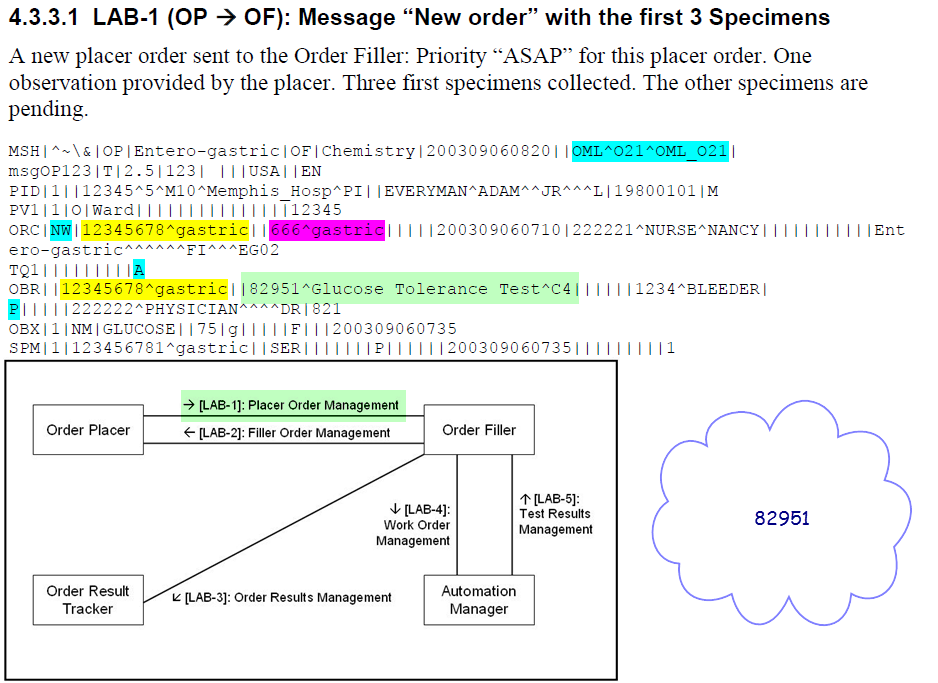 4.3.3.1 LAB-1 (OP → OF): Message “New order” with the first 3 Specimens
A new placer order sent to the Order Filler: Priority “ASAP” for this placer order. One
observation provided by the placer. Three first specimens collected. The other specimens are
pending.
MSH|^~\&|OP|Entero-gastric|OF|Chemistry|200309060820||OML^O21^OML_O21|
msgOP123|T|2.5|123| |||USA||EN
PID|1||12345^5^M10^Memphis_Hosp^PI||EVERYMAN^ADAM^^JR^^^L|19800101|M
PV1|1|O|Ward||||||||||||||||12345
ORC|NW|12345678^gastric||666^gastric|||||200309060710|222221^NURSE^NANCY|||||||||||Ent
ero-gastric^^^^^^FI^^^EG02
TQ1|||||||||A
OBR||12345678^gastric||82951^Glucose Tolerance Test^C4||||||1234^BLEEDER|
P|||||222222^PHYSICIAN^^^^DR|821
OBX|1|NM|GLUCOSE||75|g|||||F|||200309060735
SPM|1|123456781^gastric||SER|||||||P||||||200309060735|||||||||1
→ [LAB-1]: Placer Order Management
Order Placer
← [LAB-2]: Filler Order Management
Order Filler
↓ [LAB-4]:
Work Order
Management
↑ [LAB-5]:
Test Results
Management
82951
Order Result
Tracker
↙ [LAB-3]: Order Results Management
Automation
Manager